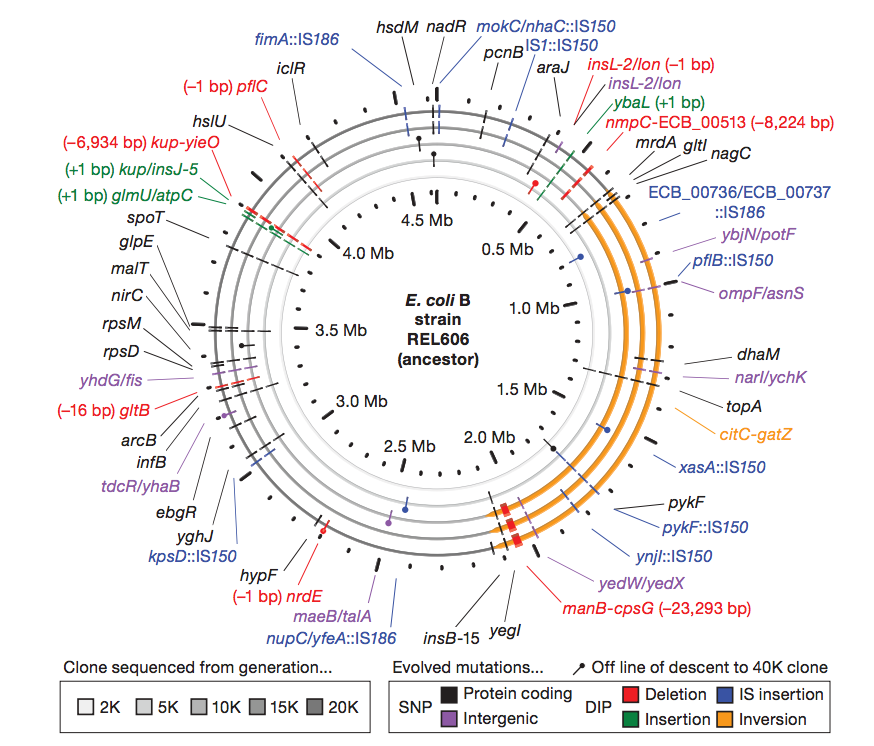 hsdM
nadR
mokC/nhaC::IS150
fimA::IS186
pcnB
IS1::IS150
iclR
araJ
insL-2/lon (–1 bp)
insL-2/lon
(–1 bp) pflC
ybaL (+1 bp)
hslU
nmpC-ECB_00513 (–8,224 bp)
(–6,934 bp) kup-yieO
mrdA
gltI
nagC
(+1 bp) kup/insJ-5
(+1 bp) glmU/atpC
ECB_00736/ECB_00737
::IS186
spoT
ybjN/potF
glpE
pflB::IS150
malT
ompF/asnS
nirC
rpsM
rpsD
dhaM
yhdG/fis
narI/ychK
(–16 bp) gltB
topA
arcB
citC-gatZ
infB
xasA::IS150
tdcR/yhaB
ebgR
pykF
yghJ
pykF::IS150
kpsD::IS150
ynjI::IS150
hypF
yedW/yedX
(–1 bp) nrdE
manB-cpsG (–23,293 bp)
maeB/talA
nupC/yfeA::IS186
insB-15
yegI
4.5 Mb
0.5 Mb
4.0 Mb
1.0 Mb
3.5 Mb
1.5 Mb
3.0 Mb
2.0 Mb
2.5 Mb
E. coli B
strain
REL606
(ancestor)
Clone sequenced from generation...
2K 5K 10K 15K 20K
Evolved mutations...
Off line of descent to 40K clone
SNP
Protein coding
Intergenic
DIP
Deletion
IS insertion
Insertion
Inversion